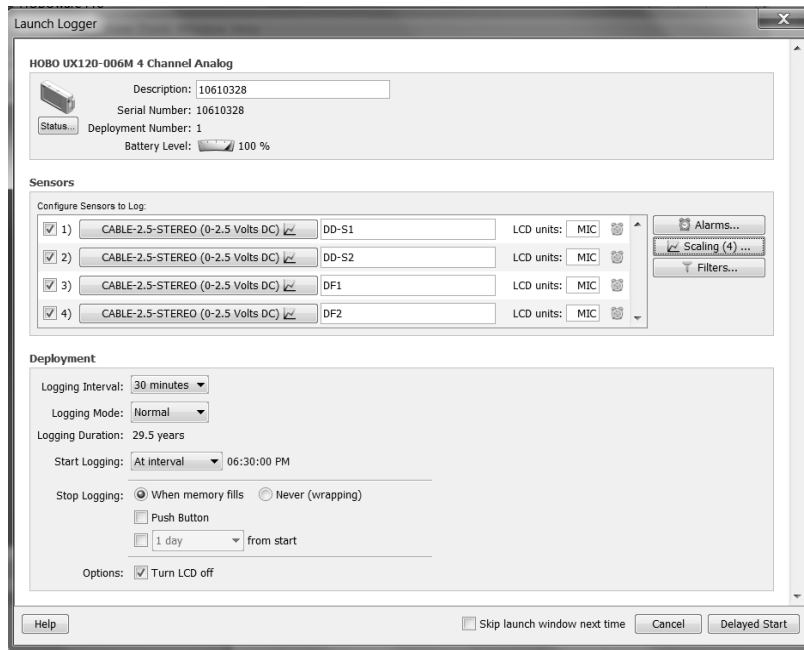 Launch Logger
HOBO UX120-006M 4 Channel Analog
Description: 10610328
Serial Number: 10610328
Status... Deployment Number: 1
Battery Level: 100 %
Sensors
Configure Sensors to Log:
1) CABLE-2.5-STEREO (0-2.5 Volts DC) DD-S1 LCD units: MIC
Alarms...
2) CABLE-2.5-STEREO (0-2.5 Volts DC) DD-S2 LCD units: MIC
Scaling (4) ...
3) CABLE-2.5-STEREO (0-2.5 Volts DC) DF1 LCD units: MIC
Filters...
4) CABLE-2.5-STEREO (0-2.5 Volts DC) DF2 LCD units: MIC
Deployment
Logging Interval: 30 minutes
Logging Mode: Normal
Logging Duration: 29.5 years
Start Logging: At interval 06:30:00 PM
Stop Logging: When memory fills Never (wrapping)
Push Button
1 day from start
Options: Turn LCD off
Help Skip launch window next time Cancel Delayed Start